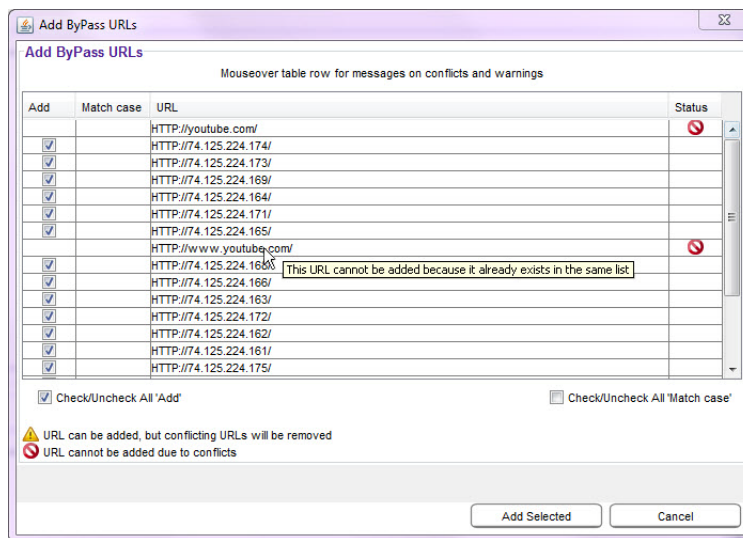 Add ByPass URLs
Add ByPass URLs
Mouseover table row for messages on conflicts and warnings
Add Match case URL Status
HTTP://youtube.com/
HTTP://74.125.224.174/
HTTP://74.125.224.173/
HTTP://74.125.224.169/
HTTP://74.125.224.164/
HTTP://74.125.224.171/
HTTP://74.125.224.165/
HTTP://www.youtube.com/
This URL cannot be added because it already exists in the same list
HTTP://74.125.224.166/
HTTP://74.125.224.163/
HTTP://74.125.224.172/
HTTP://74.125.224.162/
HTTP://74.125.224.161/
HTTP://74.125.224.175/
Check/Uncheck All 'Add' Check/Uncheck All 'Match case'
URL can be added, but conflicting URLs will be removed
URL cannot be added due to conflicts
Add Selected Cancel